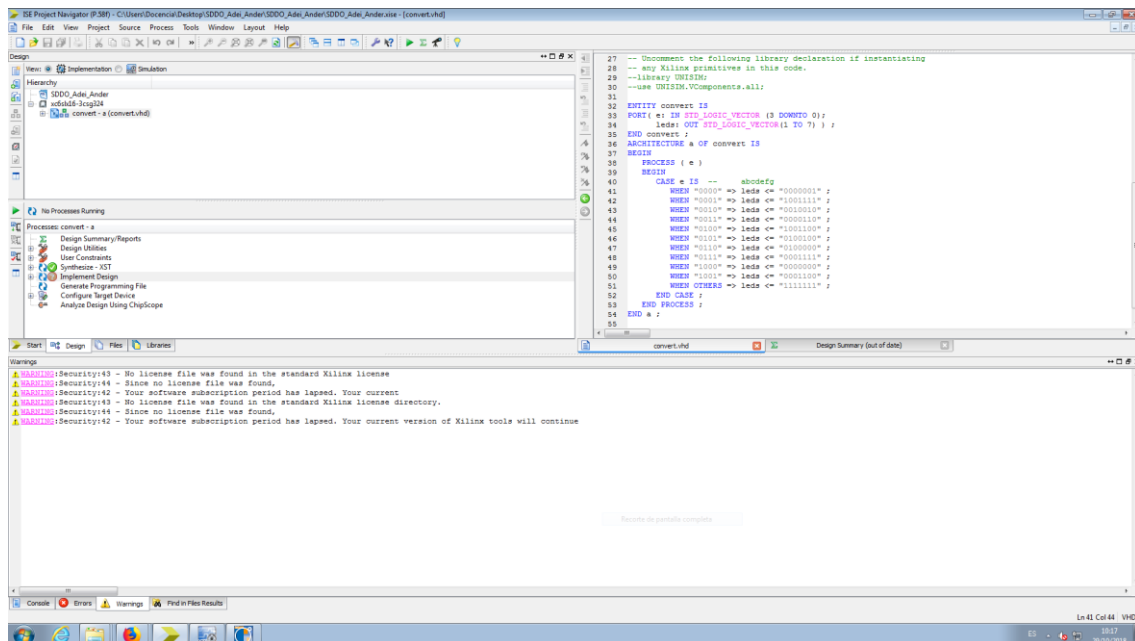 ISE Project Navigator (P.58f) - C:\Users\Docencia\Desktop\SDDO_Adei_Ander\SDDO_Adei_Ander\SDDO_Adei_Ander.xise - [convert.vhd]
File Edit View Project Source Process Tools Window Layout Help
Design
View: Implementation Simulation
Hierarchy
SDDO_Adei_Ander
xc6slx16-3csg324
convert - a (convert.vhd)
No Processes Running
Processes: convert - a
Design Summary/Reports
Design Utilities
User Constraints
Synthesize - XST
Implement Design
Generate Programming File
Configure Target Device
Analyze Design Using ChipScope
Start Design Files Libraries
27 -- Uncomment the following library declaration if instantiating
28 -- any Xilinx primitives in this code.
29 --library UNISIM;
30 --use UNISIM.VComponents.all;
31
32 ENTITY convert IS
33 PORT( e: IN STD_LOGIC_VECTOR (3 DOWNTO 0);
34 leds: OUT STD_LOGIC_VECTOR(1 TO 7) ) ;
35 END convert ;
36 ARCHITECTURE a OF convert IS
37 BEGIN
38 PROCESS ( e )
39 BEGIN
40 CASE e IS -- abcdefg
41 WHEN "0000" => leds <= "0000001" ;
42 WHEN "0001" => leds <= "1001111" ;
43 WHEN "0010" => leds <= "0010010" ;
44 WHEN "0011" => leds <= "0000110" ;
45 WHEN "0100" => leds <= "1001100" ;
46 WHEN "0101" => leds <= "0100100" ;
47 WHEN "0110" => leds <= "0100000" ;
48 WHEN "0111" => leds <= "0001111" ;
49 WHEN "1000" => leds <= "0000000" ;
50 WHEN "1001" => leds <= "0001100" ;
51 WHEN OTHERS => leds <= "1111111" ;
52 END CASE ;
53 END PROCESS ;
54 END a ;
55
convert.vhd Design Summary (out of date)
Warnings
WARNING:Security:43 - No license file was found in the standard Xilinx license
WARNING:Security:44 - Since no license file was found,
WARNING:Security:42 - Your software subscription period has lapsed. Your current
WARNING:Security:43 - No license file was found in the standard Xilinx license directory.
WARNING:Security:44 - Since no license file was found,
WARNING:Security:42 - Your software subscription period has lapsed. Your current version of Xilinx tools will continue
Recorte de pantalla completa
Console Errors Warnings Find in Files Results
Ln 41 Col 44 VHD
ES 10:17